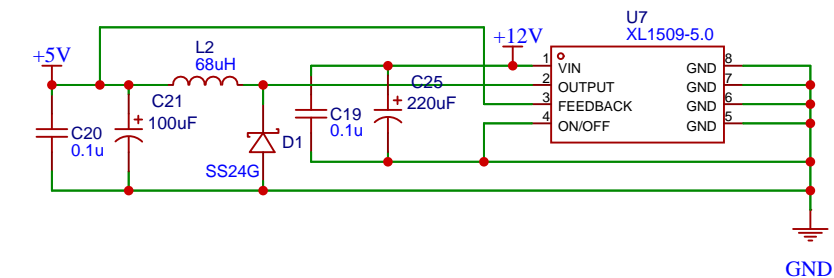 U7
XL1509-5.0
+12V
+5V
L2
68uH
1
VIN
GND
8
2
OUTPUT
GND
7
3
FEEDBACK
GND
6
4
ON/OFF
GND
5
C25
220uF
+
C21
100uF
+
C19
0.1u
C20
0.1u
D1
SS24G
GND